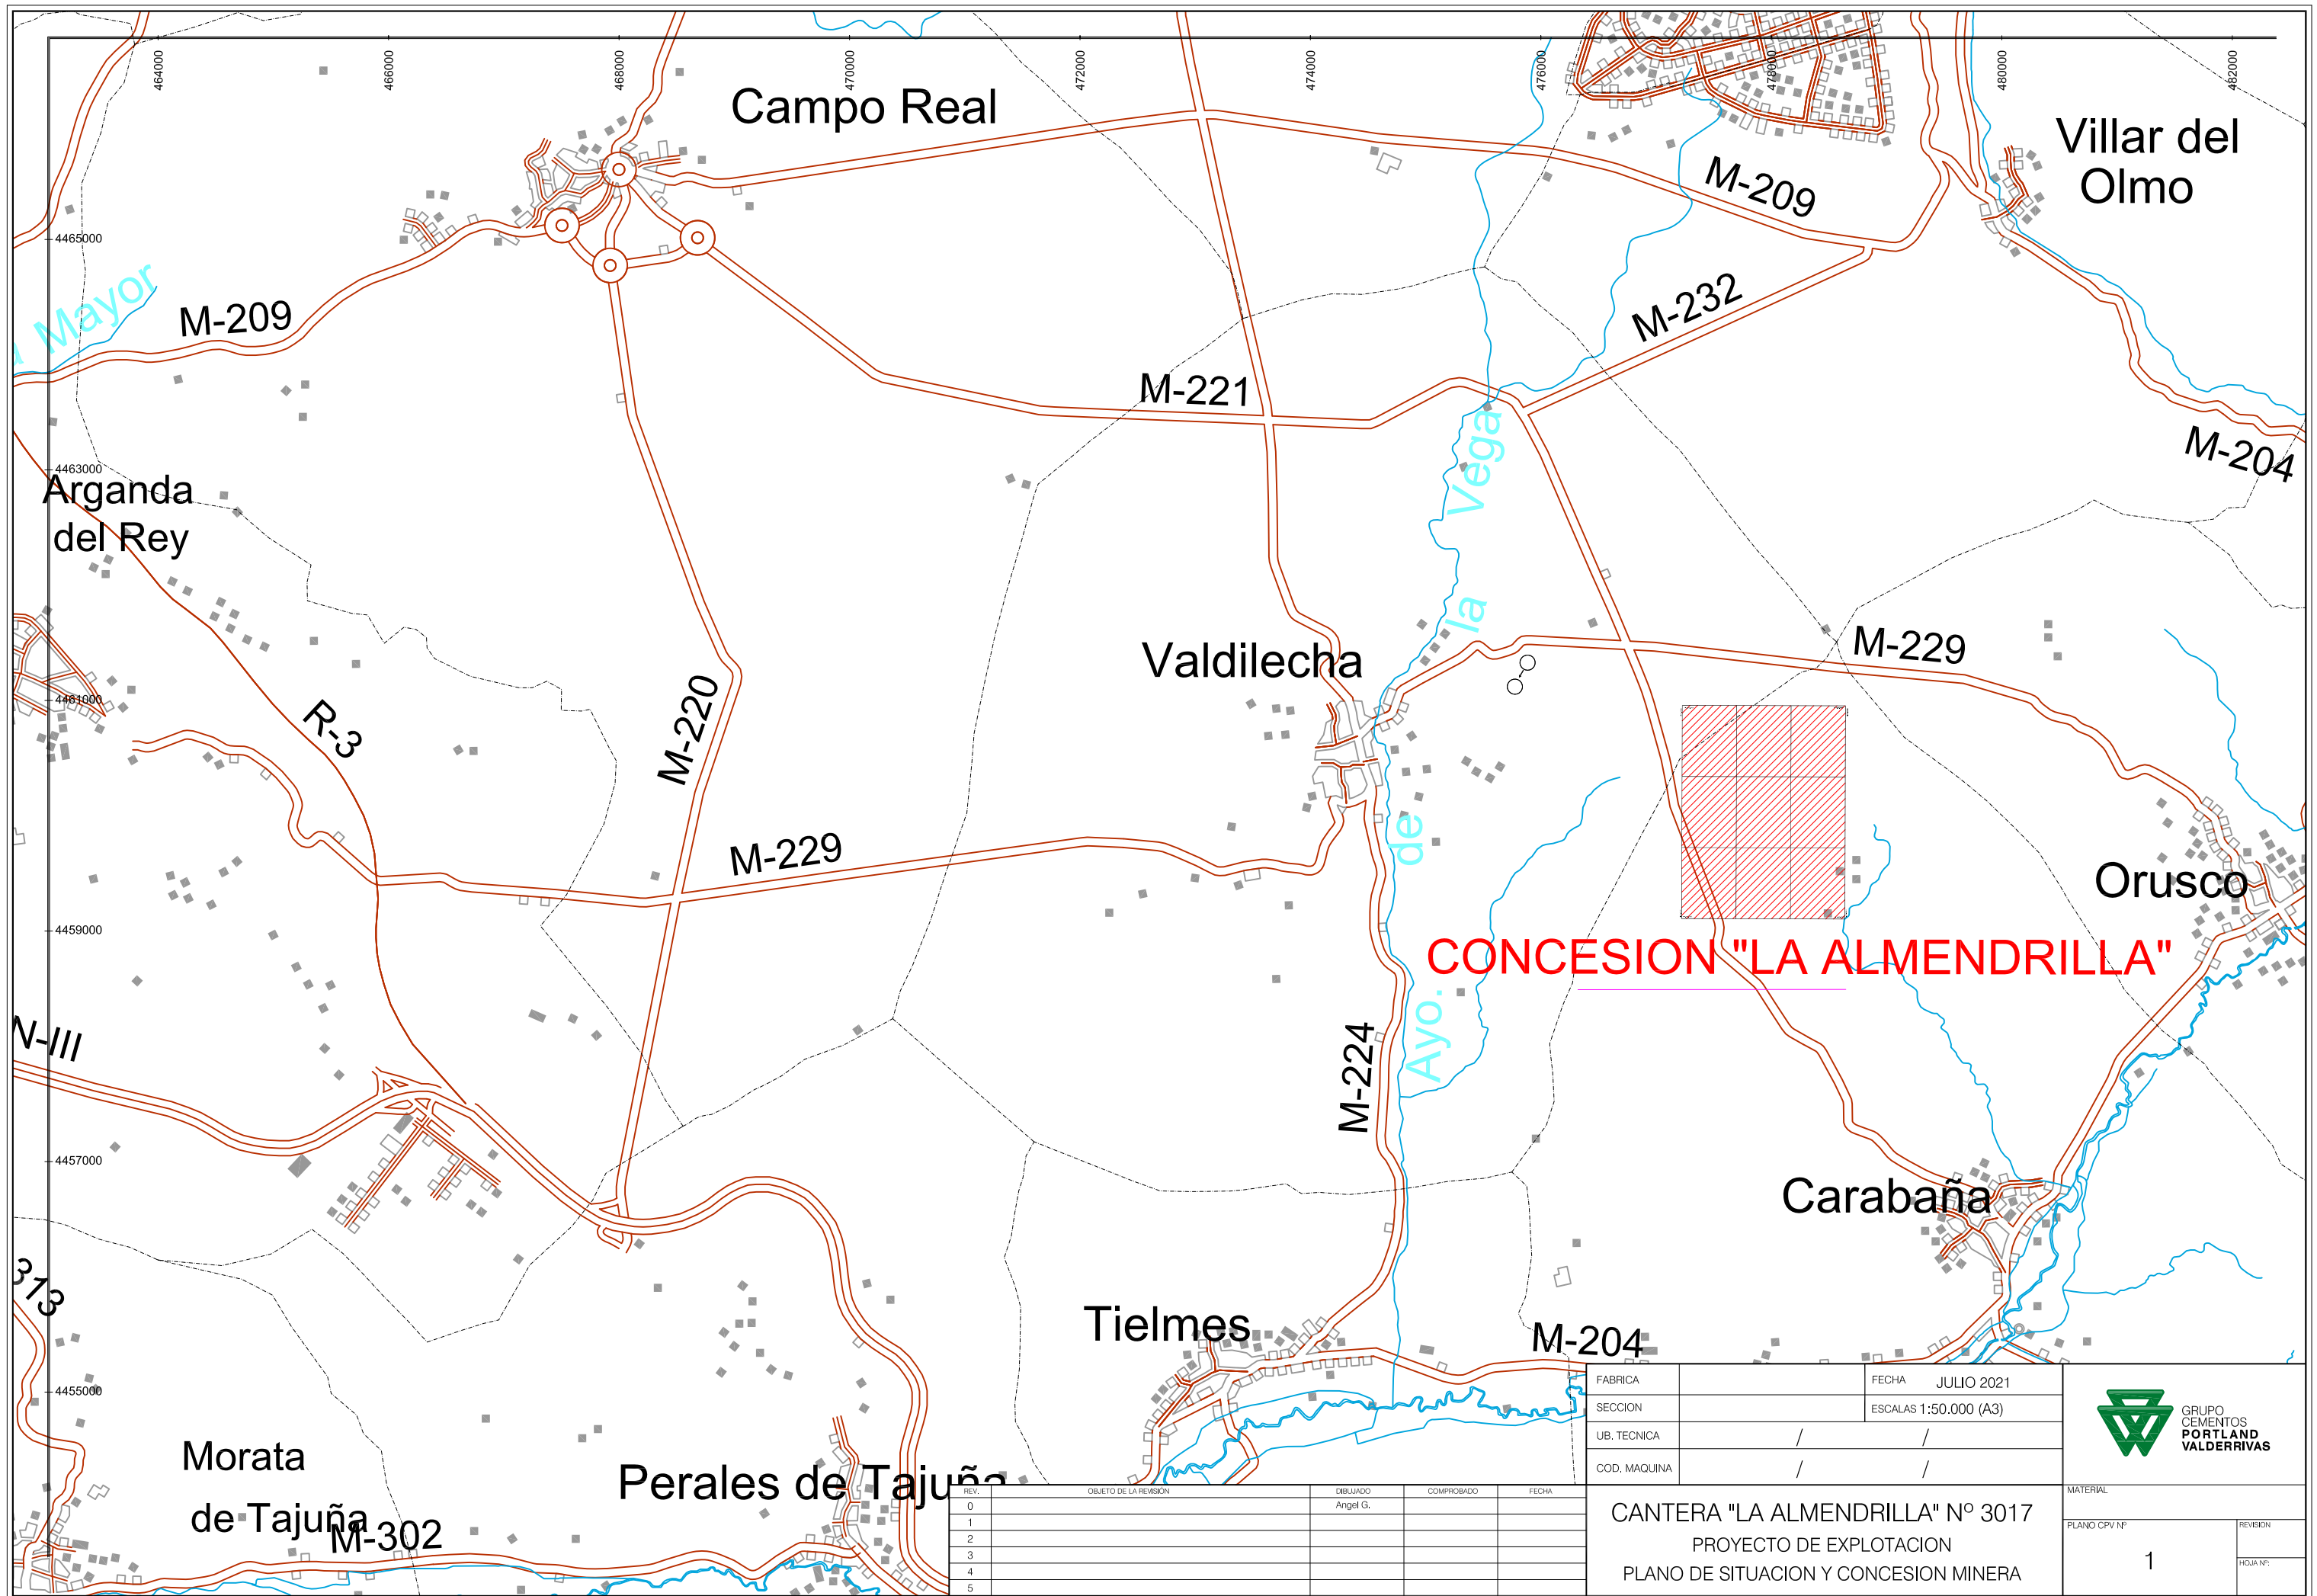 464000
466000
468000
470000
472000
474000
476000
478000
480000
482000
Campo Real
Villar del
Olmo
M-209
4465000
Mayor
M-209
M-232
M-221
M-204
Vega
la
de
Ayo.
4463000
Arganda
del Rey
Valdilecha
M-229
4461000
R-3
M-220
M-229
Orusco
4459000
CONCESION "LA ALMENDRILLA"
N-III
M-224
4457000
Carabaña
313
Tielmes
M-204
4455000
Morata
de Tajuña
Perales de Tajuña
M-302
FABRICA
FECHA JULIO 2021
SECCION
ESCALAS 1:50.000 (A3)
UB. TECNICA / /
COD. MAQUINA / /
GRUPO
CEMENTOS
PORTLAND
VALDERRIVAS
REV. OBJETO DE LA REVISIÓN DIBUJADO COMPROBADO FECHA
0 Angel G.
1
2
3
4
5
CANTERA "LA ALMENDRILLA" Nº 3017
PROYECTO DE EXPLOTACION
PLANO DE SITUACION Y CONCESION MINERA
MATERIAL
PLANO CPV Nº
1
REVISION
HOJA Nº: